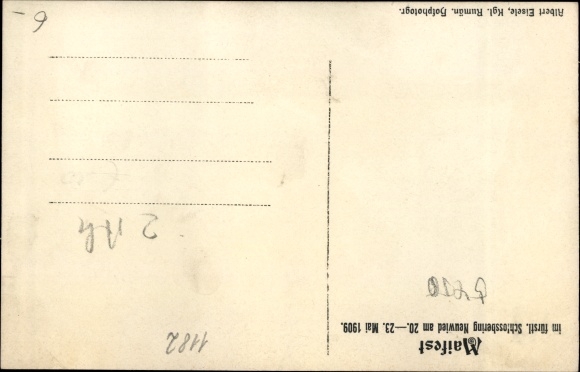 Maifest
im fürstl. Schlossbering Neuwied am 20.—23. Mai 1909.
Albert Eisele, Kgl. Rumän. Hofphotogr.
1182
6-